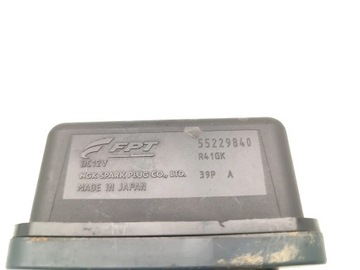 FPT 55229840
DC12V R41GK
NGK SPARK PLUG CO., LTD. 39P A
MADE IN JAPAN